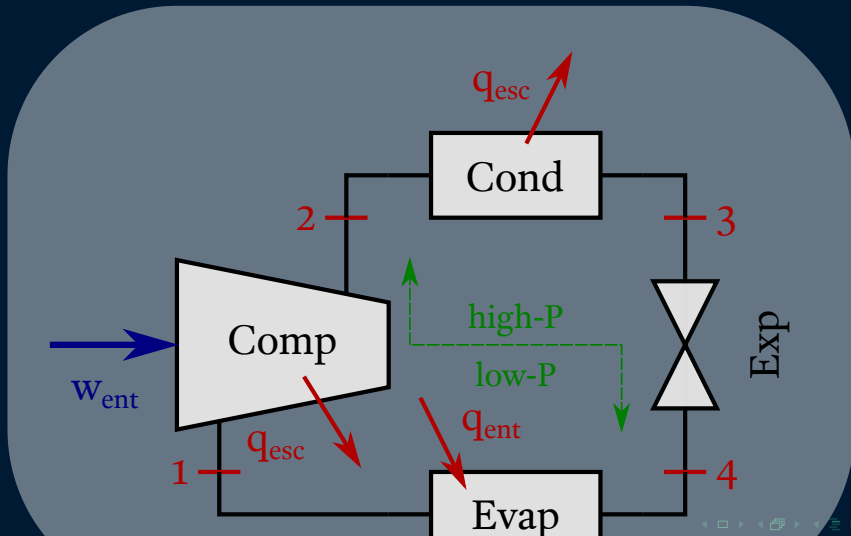 q_esc
Cond
2
3
high-P
Comp
Exp
low-P
w_ent
q_esc
q_ent
1
4
Evap